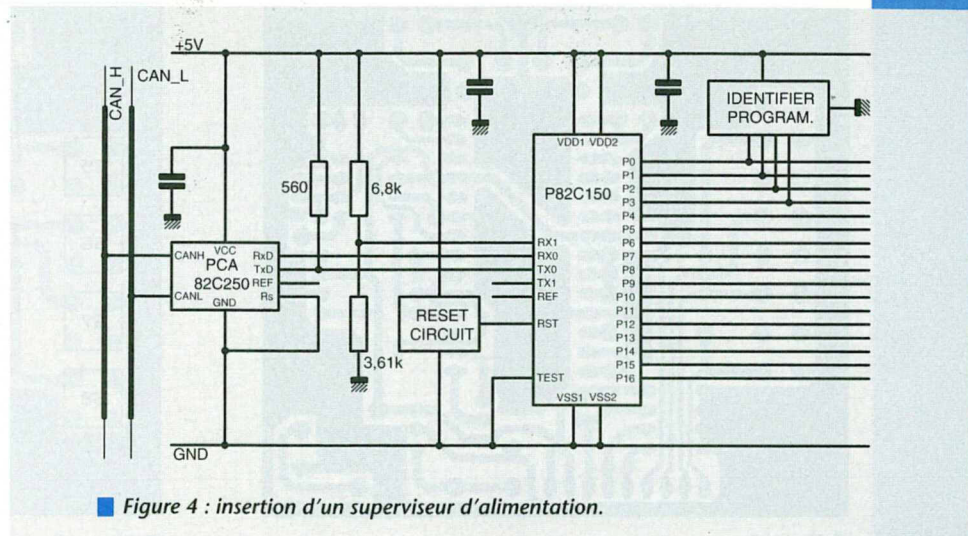 +5V
CAN_H
CAN_L
IDENTIFIER
PROGRAM.
VDD1 VDD2
P82C150
560
6,8k
P0
P1
P2
P3
P4
P5
P6
P7
P8
P9
P10
P11
P12
P13
P14
P15
P16
RX1
RX0
TX0
TX1
REF
RST
TEST
VSS1 VSS2
CANH
VCC
RxD
PCA
TxD
82C250
REF
CANL
GND
Rs
RESET
CIRCUIT
3,61k
GND
Figure 4 : insertion d'un superviseur d'alimentation.